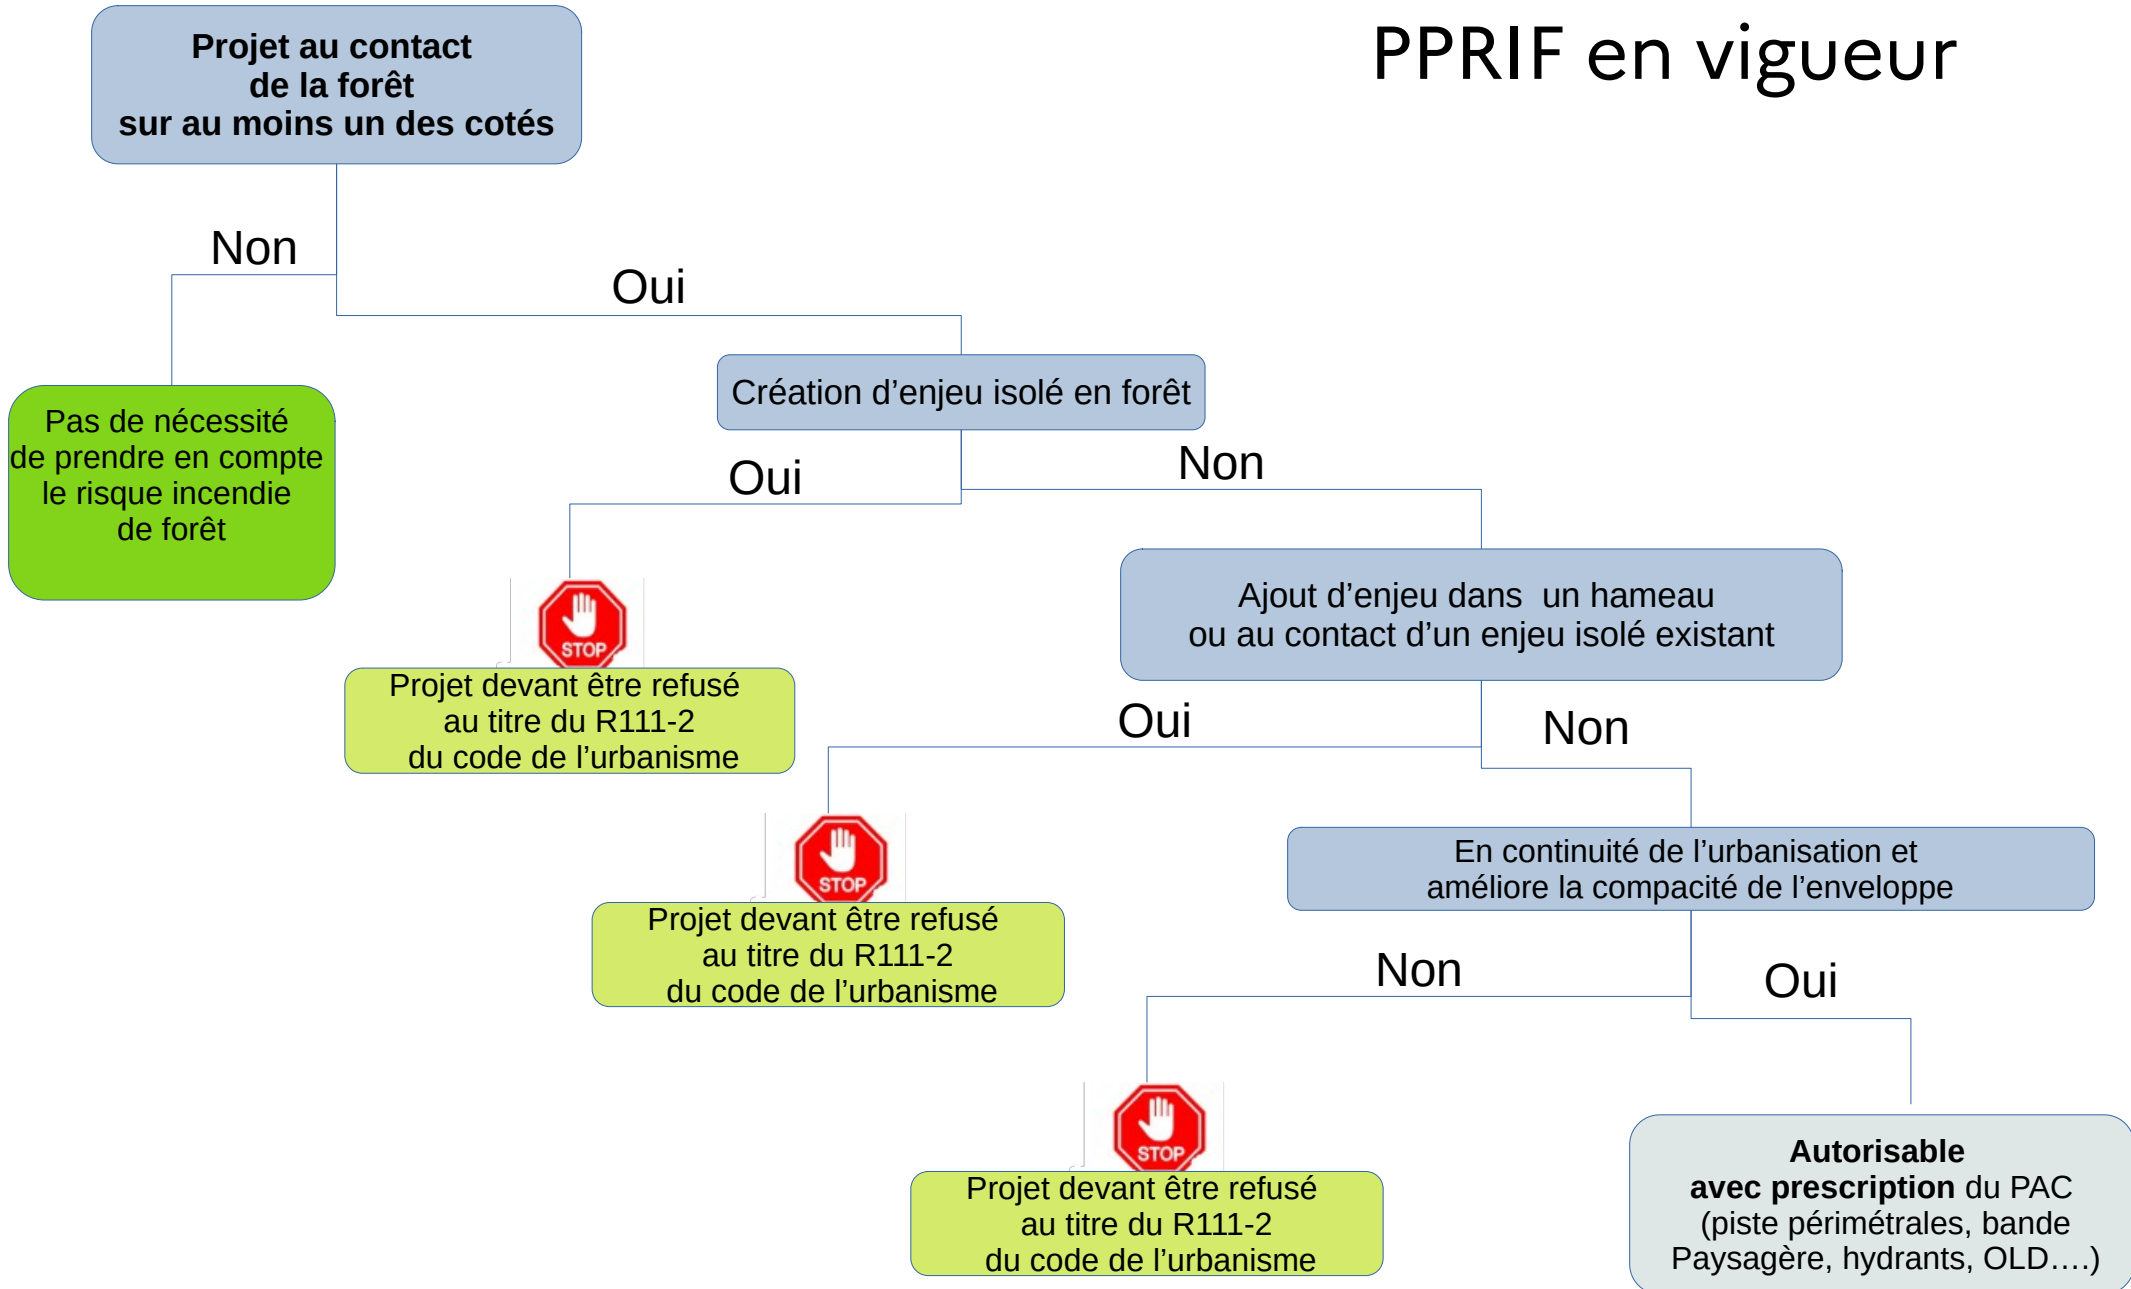 PPRIF en vigueur
Projet au contact
de la forêt
sur au moins un des cotés
Non
Oui
Pas de nécessité
de prendre en compte
le risque incendie
de forêt
Création d’enjeu isolé en forêt
Oui
Non
STOP
Projet devant être refusé
au titre du R111-2
du code de l’urbanisme
Ajout d’enjeu dans  un hameau
ou au contact d’un enjeu isolé existant
Oui
Non
STOP
Projet devant être refusé
au titre du R111-2
du code de l’urbanisme
En continuité de l’urbanisation et
améliore la compacité de l’enveloppe
Non
Oui
STOP
Projet devant être refusé
au titre du R111-2
du code de l’urbanisme
Autorisable
avec prescription du PAC
(piste périmétrales, bande
Paysagère, hydrants, OLD….)